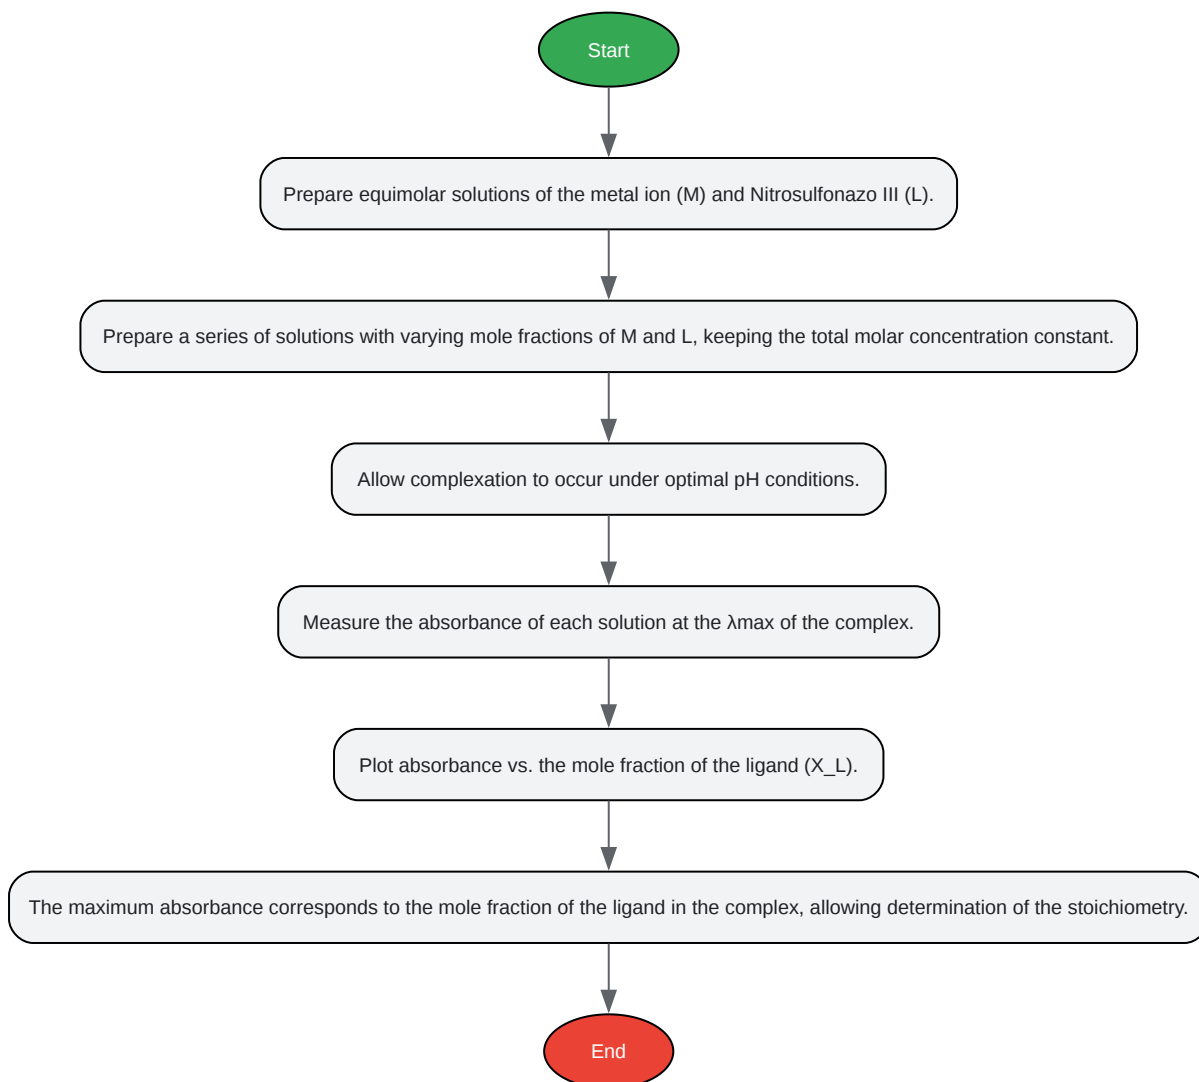 Start
Prepare equimolar solutions of the metal ion (M) and Nitrosulfonazo III (L).
Prepare a series of solutions with varying mole fractions of M and L, keeping the total molar concentration constant.
Allow complexation to occur under optimal pH conditions.
Measure the absorbance of each solution at the λmax of the complex.
Plot absorbance vs. the mole fraction of the ligand (X_L).
The maximum absorbance corresponds to the mole fraction of the ligand in the complex, allowing determination of the stoichiometry.
End